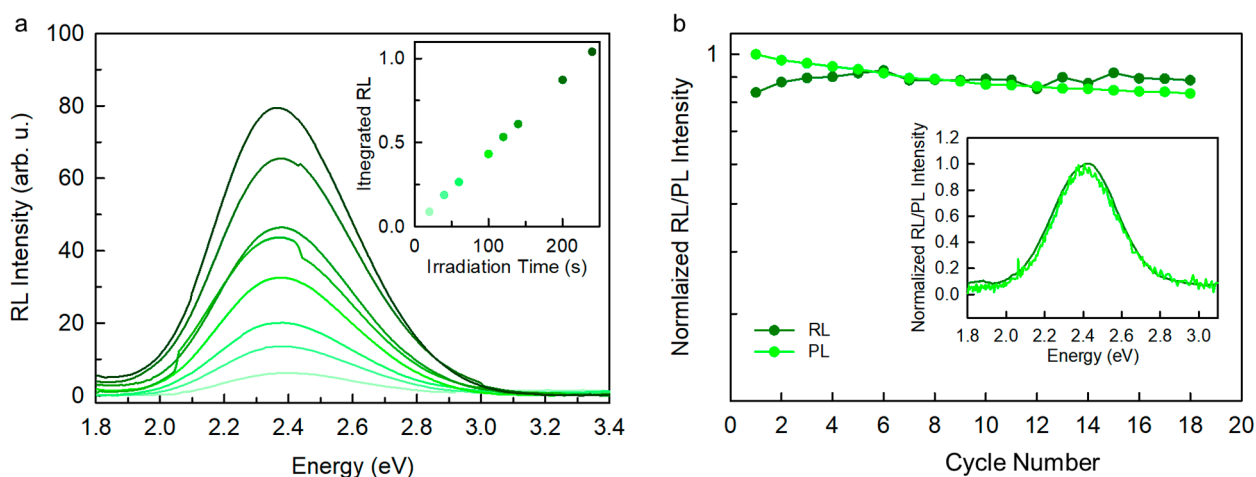 a
RL Intensity (arb. u.)
100
80
60
40
20
0
1.8 2.0 2.2 2.4 2.6 2.8 3.0 3.2 3.4
Energy (eV)
Itnegrated RL
1.0
0.5
0.0
0 100 200
Irradiation Time (s)
b
Normlazed RL/PL Intensity
1
RL
PL
0 2 4 6 8 10 12 14 16 18 20
Cycle Number
Normalized RL/PL Intensity
1.2
1.0
0.8
0.6
0.4
0.2
0.0
1.8 2.0 2.2 2.4 2.6 2.8 3.0
Energy (eV)